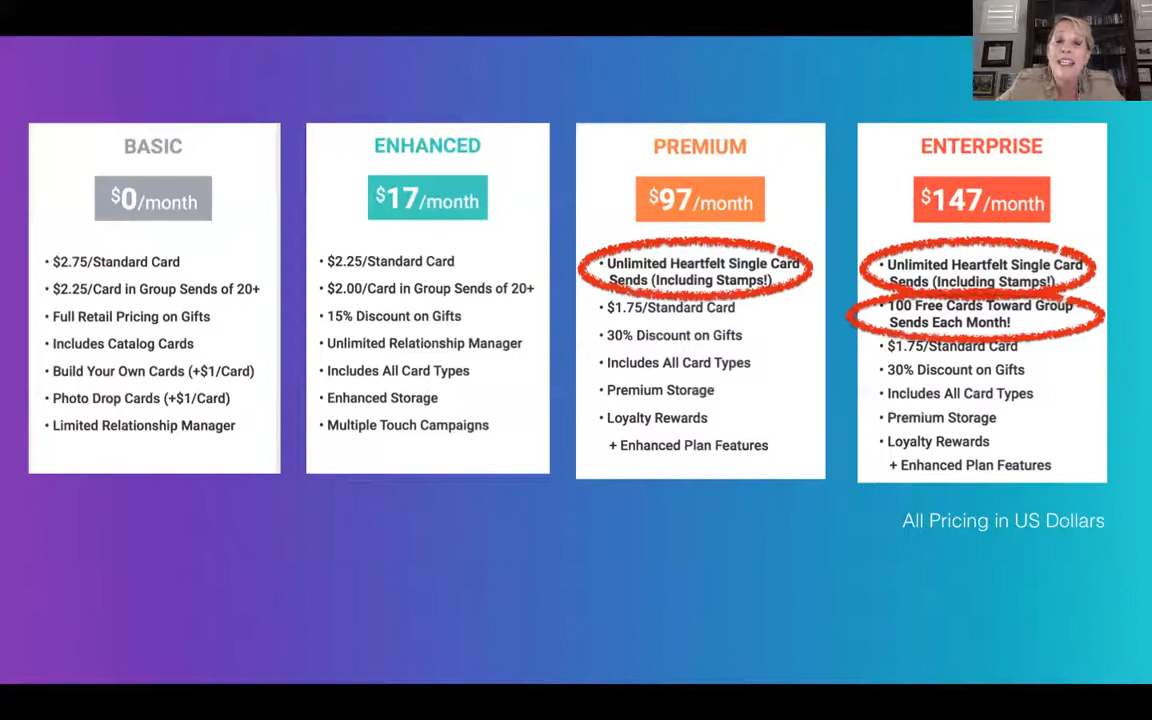 BASIC
$0/month
• $2.75/Standard Card
• $2.25/Card in Group Sends of 20+
• Full Retail Pricing on Gifts
• Includes Catalog Cards
• Build Your Own Cards (+$1/Card)
• Photo Drop Cards (+$1/Card)
• Limited Relationship Manager
ENHANCED
$17/month
• $2.25/Standard Card
• $2.00/Card in Group Sends of 20+
• 15% Discount on Gifts
• Unlimited Relationship Manager
• Includes All Card Types
• Enhanced Storage
• Multiple Touch Campaigns
PREMIUM
$97/month
• Unlimited Heartfelt Single Card
Sends (Including Stamps!)
• $1.75/Standard Card
• 30% Discount on Gifts
• Includes All Card Types
• Premium Storage
• Loyalty Rewards
+ Enhanced Plan Features
ENTERPRISE
$147/month
• Unlimited Heartfelt Single Card
Sends (Including Stamps!)
• 100 Free Cards Toward Group
Sends Each Month!
• $1.75/Standard Card
• 30% Discount on Gifts
• Includes All Card Types
• Premium Storage
• Loyalty Rewards
+ Enhanced Plan Features
All Pricing in US Dollars